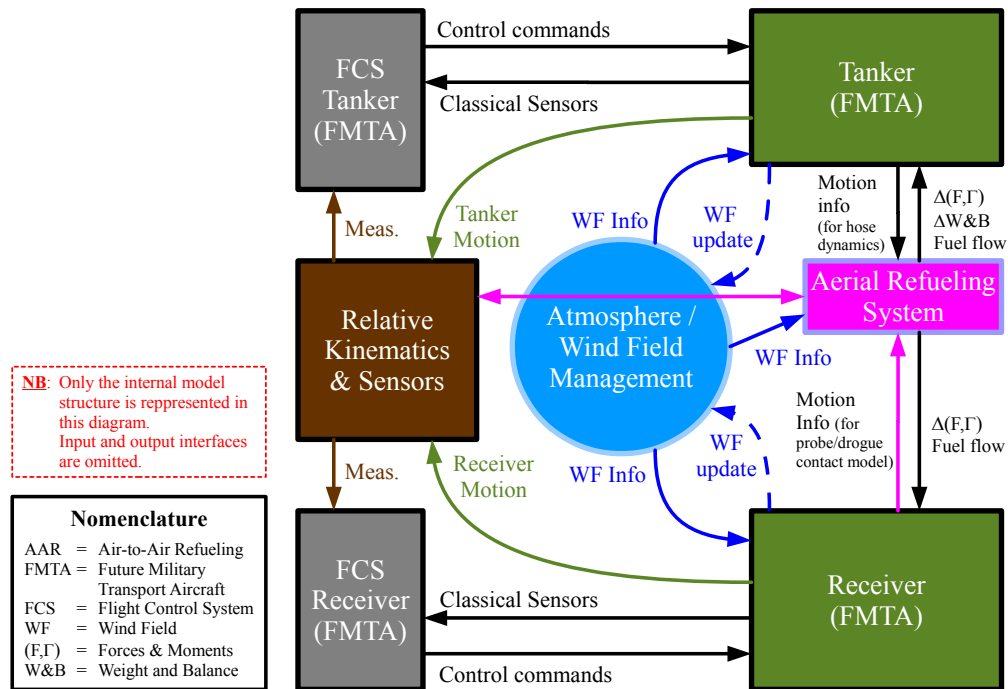 Control commands
FCS
Tanker
(FMTA)
Classical Sensors
Tanker
(FMTA)
Meas.
Tanker
Motion
WF Info
WF
update
Motion
info
(for hose
dynamics)
Δ(F,Γ)
ΔW&B
Fuel flow
Relative
Kinematics
& Sensors
Atmosphere /
Wind Field
Management
Aerial Refueling
System
WF Info
NB: Only the internal model
structure is reppresented in
this diagram.
Input and output interfaces
are omitted.
Meas.
Receiver
Motion
WF Info
WF
update
Motion
Info (for
probe/drogue
contact model)
Δ(F,Γ)
Fuel flow
Nomenclature
AAR = Air-to-Air Refueling
FMTA = Future Military
Transport Aircraft
FCS = Flight Control System
WF = Wind Field
(F,Γ) = Forces & Moments
W&B = Weight and Balance
FCS
Receiver
(FMTA)
Classical Sensors
Control commands
Receiver
(FMTA)